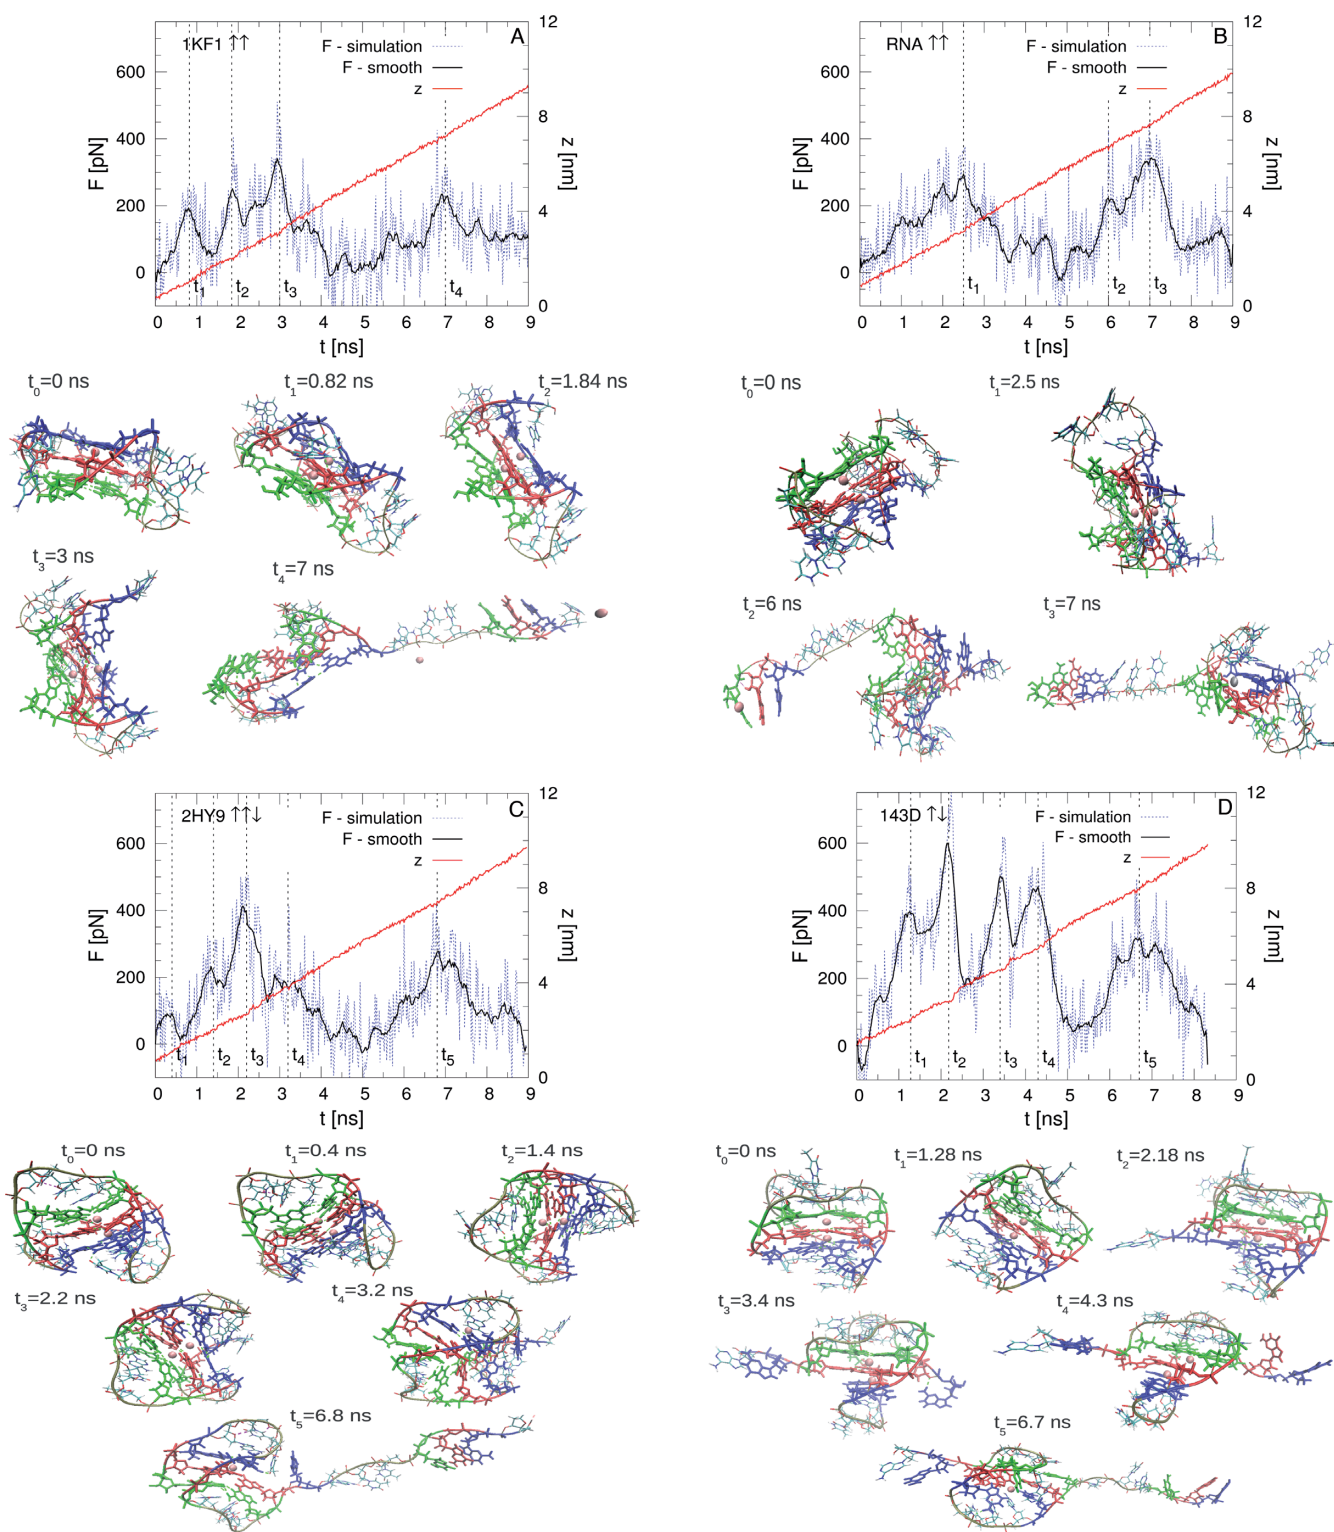 A
1KF1 ↑↑
F - simulation
F - smooth
z
600
400
200
0
F [pN]
12
8
4
0
z [nm]
t₁ t₂ t₃ t₄
0 1 2 3 4 5 6 7 8 9
t [ns]
B
RNA ↑↑
F - simulation
F - smooth
z
600
400
200
0
F [pN]
12
8
4
0
z [nm]
t₁ t₂ t₃
0 1 2 3 4 5 6 7 8 9
t [ns]
t₀=0 ns
t₁=0.82 ns
t₂=1.84 ns
t₃=3 ns
t₄=7 ns
t₀=0 ns
t₁=2.5 ns
t₂=6 ns
t₃=7 ns
C
2HY9 ↑↑↓
F - simulation
F - smooth
z
600
400
200
0
F [pN]
12
8
4
0
z [nm]
t₁ t₂ t₃ t₄ t₅
0 1 2 3 4 5 6 7 8 9
t [ns]
D
143D ↑↓
F - simulation
F - smooth
z
600
400
200
0
F [pN]
12
8
4
0
z [nm]
t₁ t₂ t₃ t₄ t₅
0 1 2 3 4 5 6 7 8 9
t [ns]
t₀=0 ns
t₁=0.4 ns
t₂=1.4 ns
t₃=2.2 ns
t₄=3.2 ns
t₅=6.8 ns
t₀=0 ns
t₁=1.28 ns
t₂=2.18 ns
t₃=3.4 ns
t₄=4.3 ns
t₅=6.7 ns